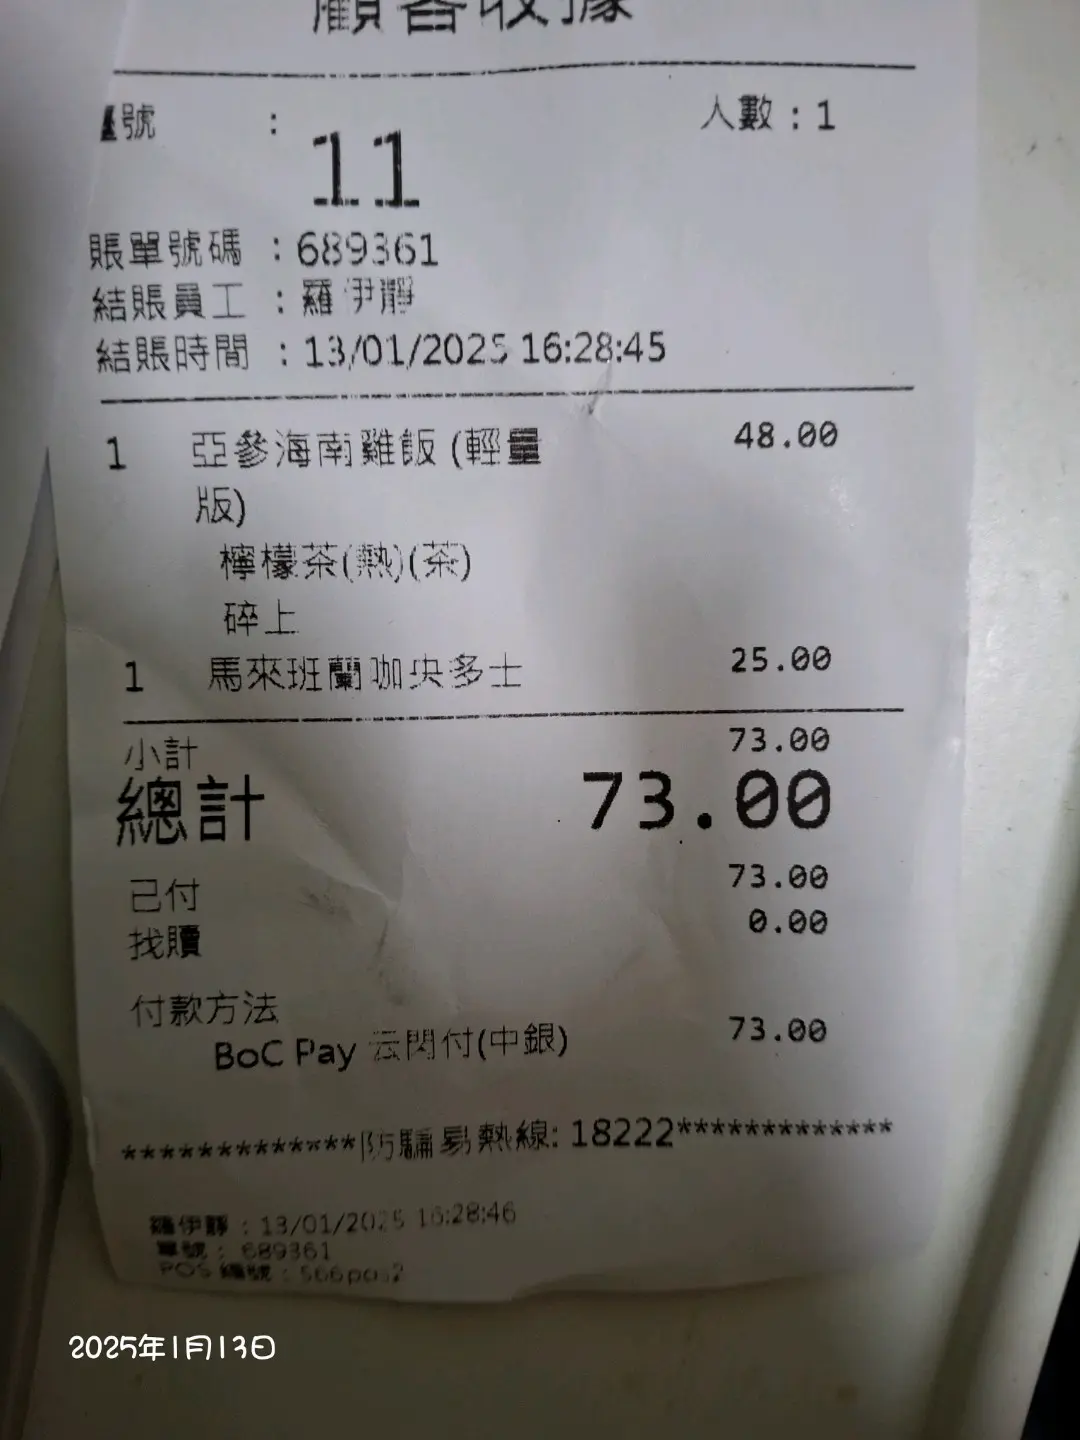 顧客收據
號 : 11 人數 : 1
賬單號碼 : 689361
結賬員工 : 羅伊靜
結賬時間 : 13/01/2025 16:28:45
1 亞參海南雞飯 (輕量 48.00
版)
檸檬茶(熱)(茶)
碎上
1 馬來班蘭咖央多士 25.00
小計 73.00
總計 73.00
已付 73.00
找贖 0.00
付款方法
BoC Pay 云閃付(中銀) 73.00
*************防騙易熱線: 18222*************
羅伊靜 : 13/01/2025 16:28:46
單號 : 689361
POS 編號 : 566pos2
2025年1月13日